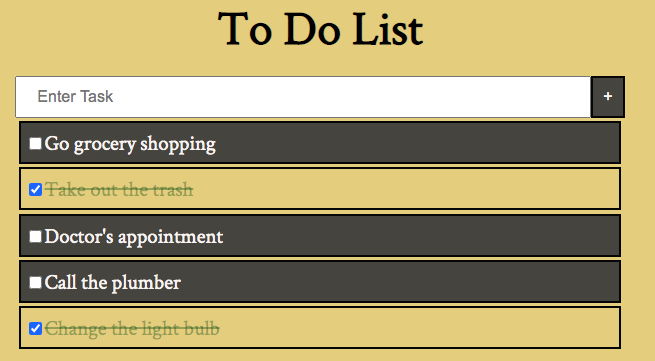 To Do List
Enter Task +
Go grocery shopping
Take out the trash
Doctor's appointment
Call the plumber
Change the light bulb